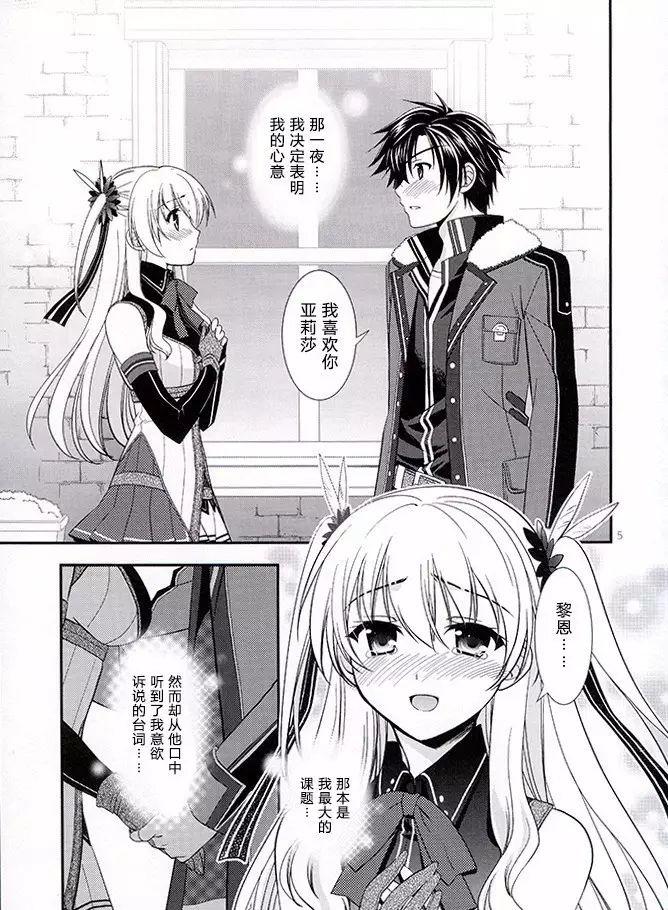 那一夜……
我决定表明
我的心意
我喜欢你
亚莉莎
5
黎恩
……
那本是
我最大的
课题…
然而却从他口中
听到了我意欲
诉说的台词……